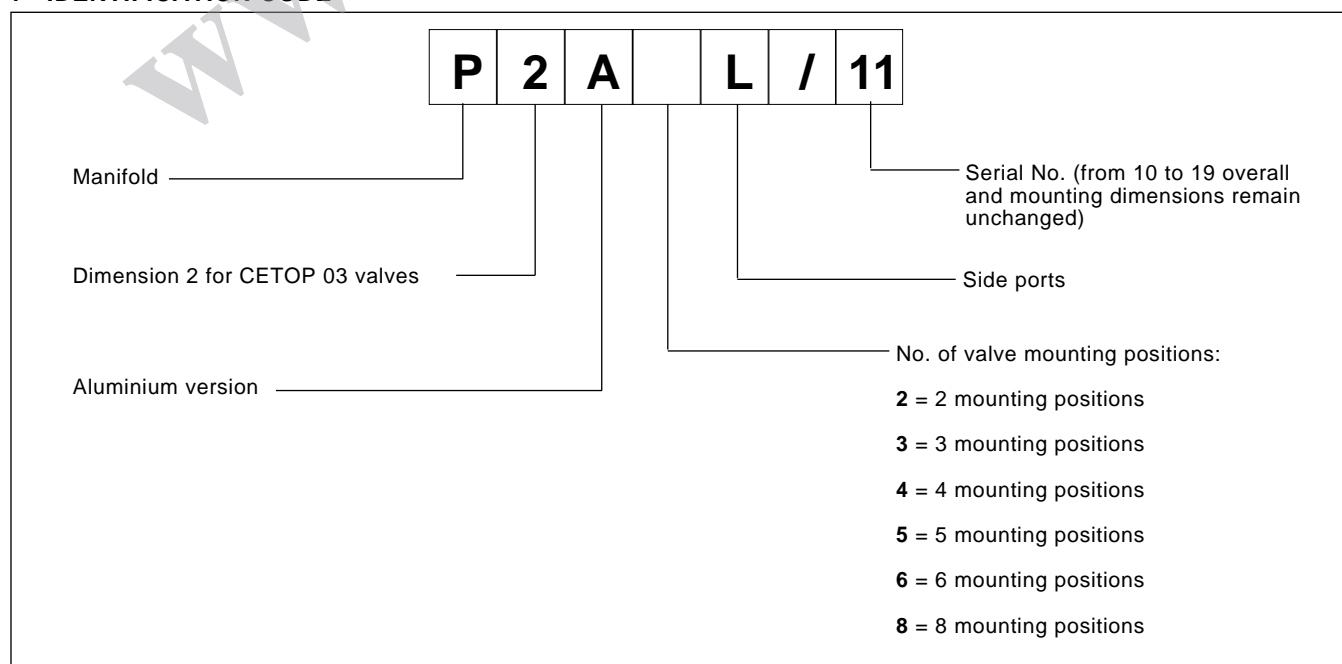 P 2 A L / 11
Manifold
Serial No. (from 10 to 19 overall
and mounting dimensions remain
unchanged)
Dimension 2 for CETOP 03 valves
Side ports
No. of valve mounting positions:
Aluminium version
2 = 2 mounting positions
3 = 3 mounting positions
4 = 4 mounting positions
5 = 5 mounting positions
6 = 6 mounting positions
8 = 8 mounting positions